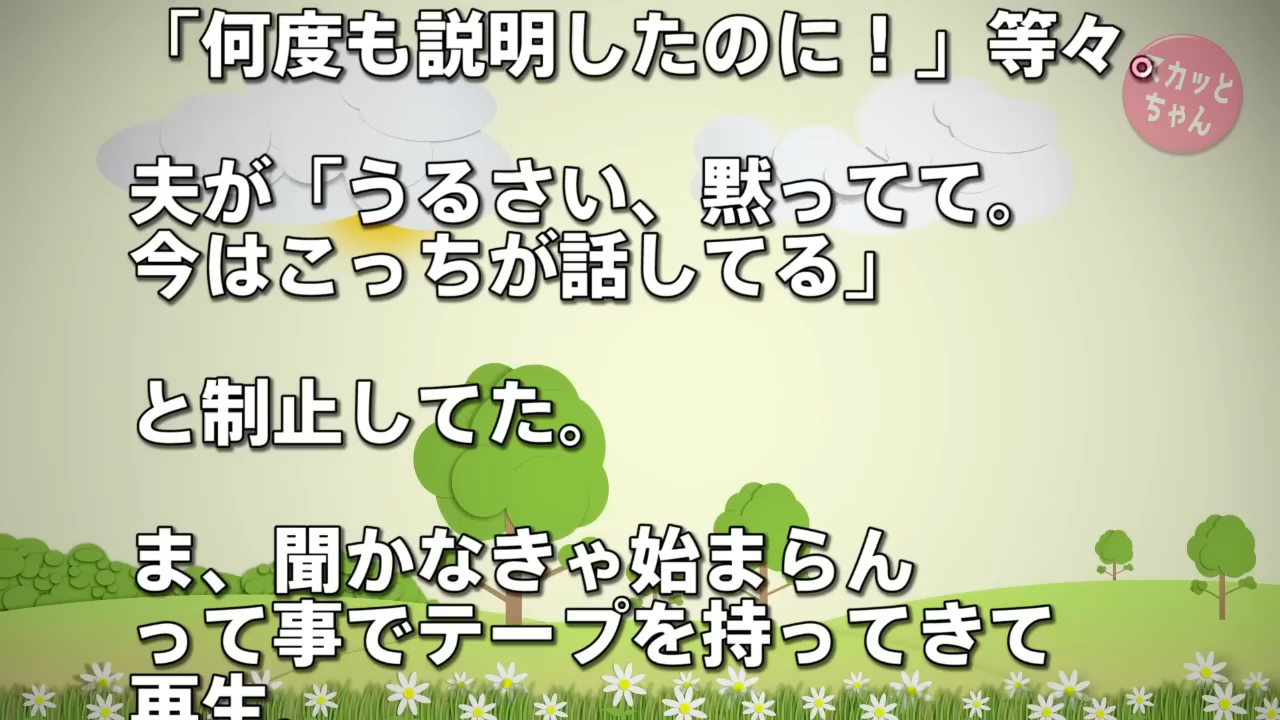 「何度も説明したのに！」等々。
スカッと
ちゃん
夫が「うるさい、黙ってて。
今はこっちが話してる」
と制止してた。
ま、聞かなきゃ始まらん
って事でテープを持ってきて
再生。